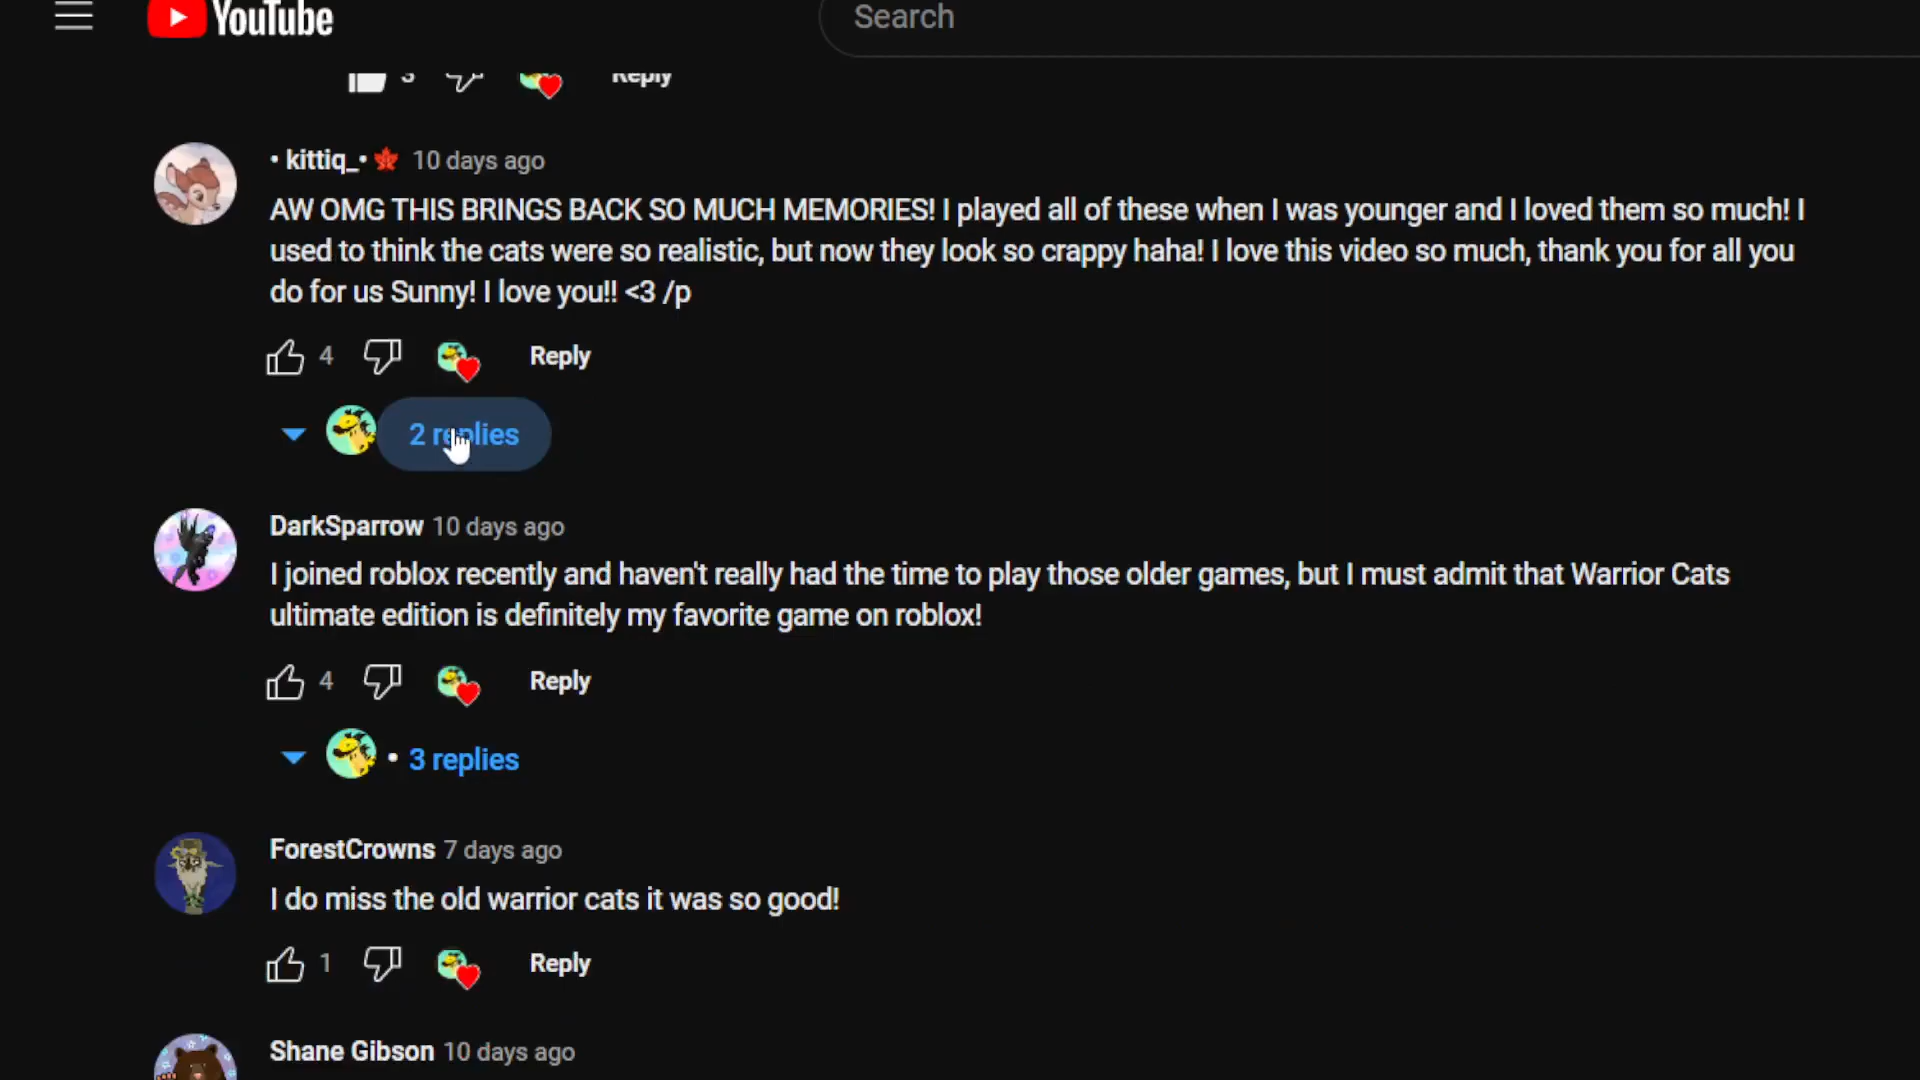 YouTube
Search
3 Reply
• kittiq_• 10 days ago
AW OMG THIS BRINGS BACK SO MUCH MEMORIES! I played all of these when I was younger and I loved them so much! I
used to think the cats were so realistic, but now they look so crappy haha! I love this video so much, thank you for all you
do for us Sunny! I love you!! <3 /p
4 Reply
2 replies
DarkSparrow 10 days ago
I joined roblox recently and haven't really had the time to play those older games, but I must admit that Warrior Cats
ultimate edition is definitely my favorite game on roblox!
4 Reply
• 3 replies
ForestCrowns 7 days ago
I do miss the old warrior cats it was so good!
1 Reply
Shane Gibson 10 days ago